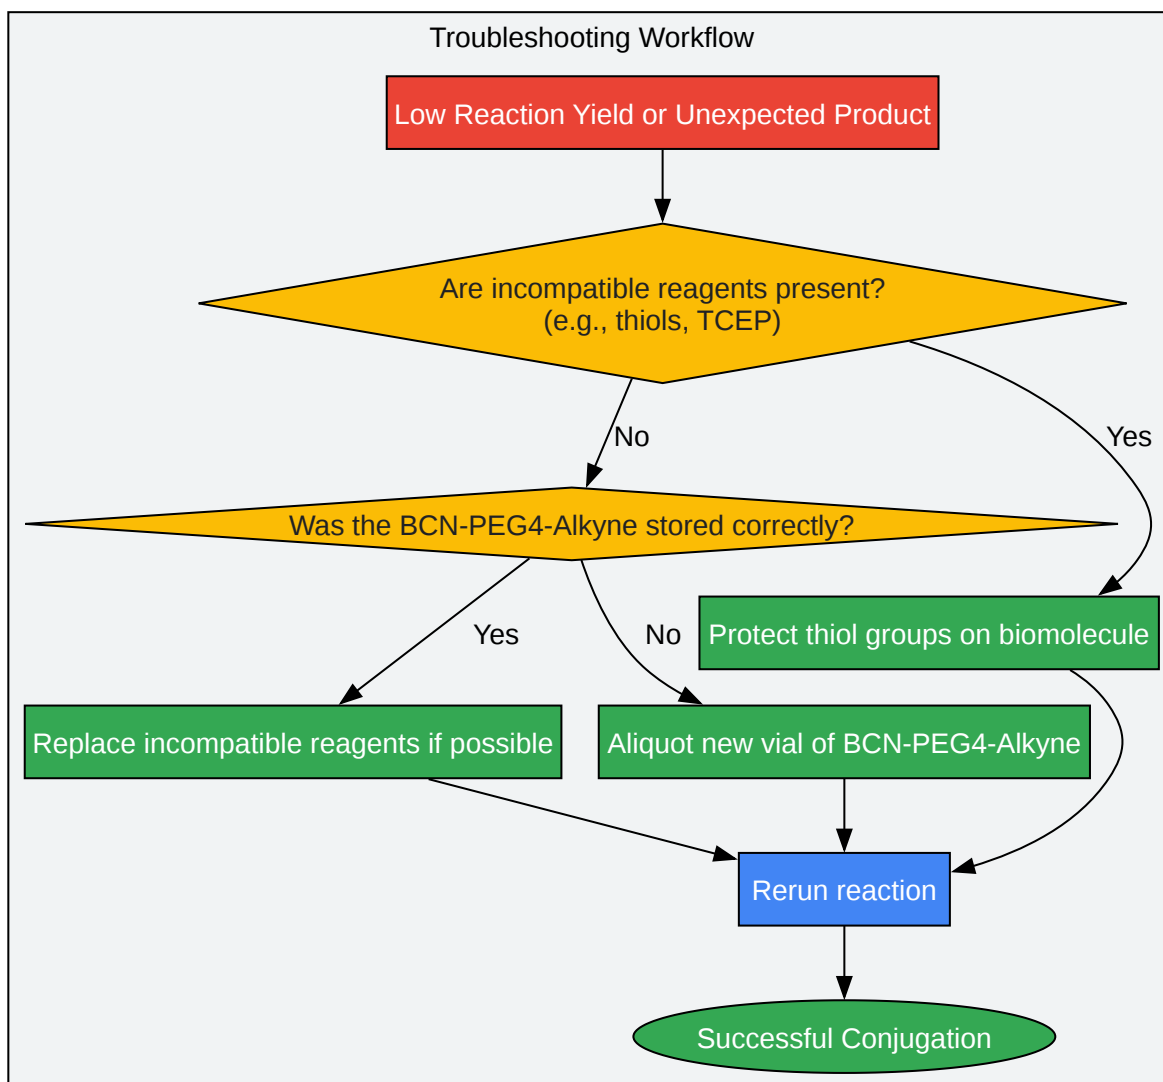 Troubleshooting Workflow
Low Reaction Yield or Unexpected Product
Are incompatible reagents present?
(e.g., thiols, TCEP)
No
Yes
Was the BCN-PEG4-Alkyne stored correctly?
Yes
No
Protect thiol groups on biomolecule
Replace incompatible reagents if possible
Aliquot new vial of BCN-PEG4-Alkyne
Rerun reaction
Successful Conjugation